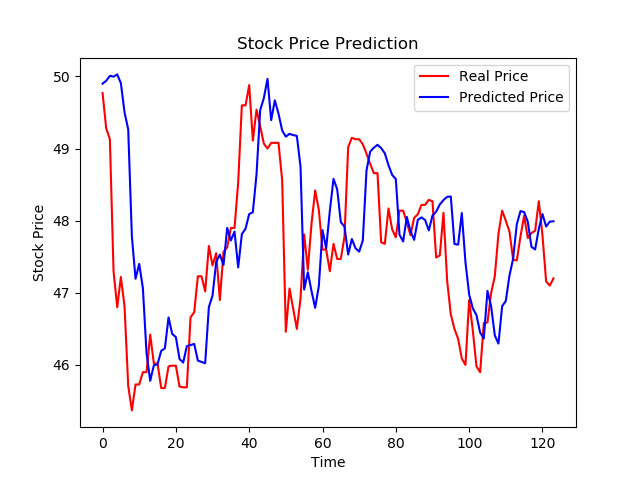 Stock Price Prediction
Real Price
Predicted Price
Stock Price
50
49
48
47
46
0 20 40 60 80 100 120
Time